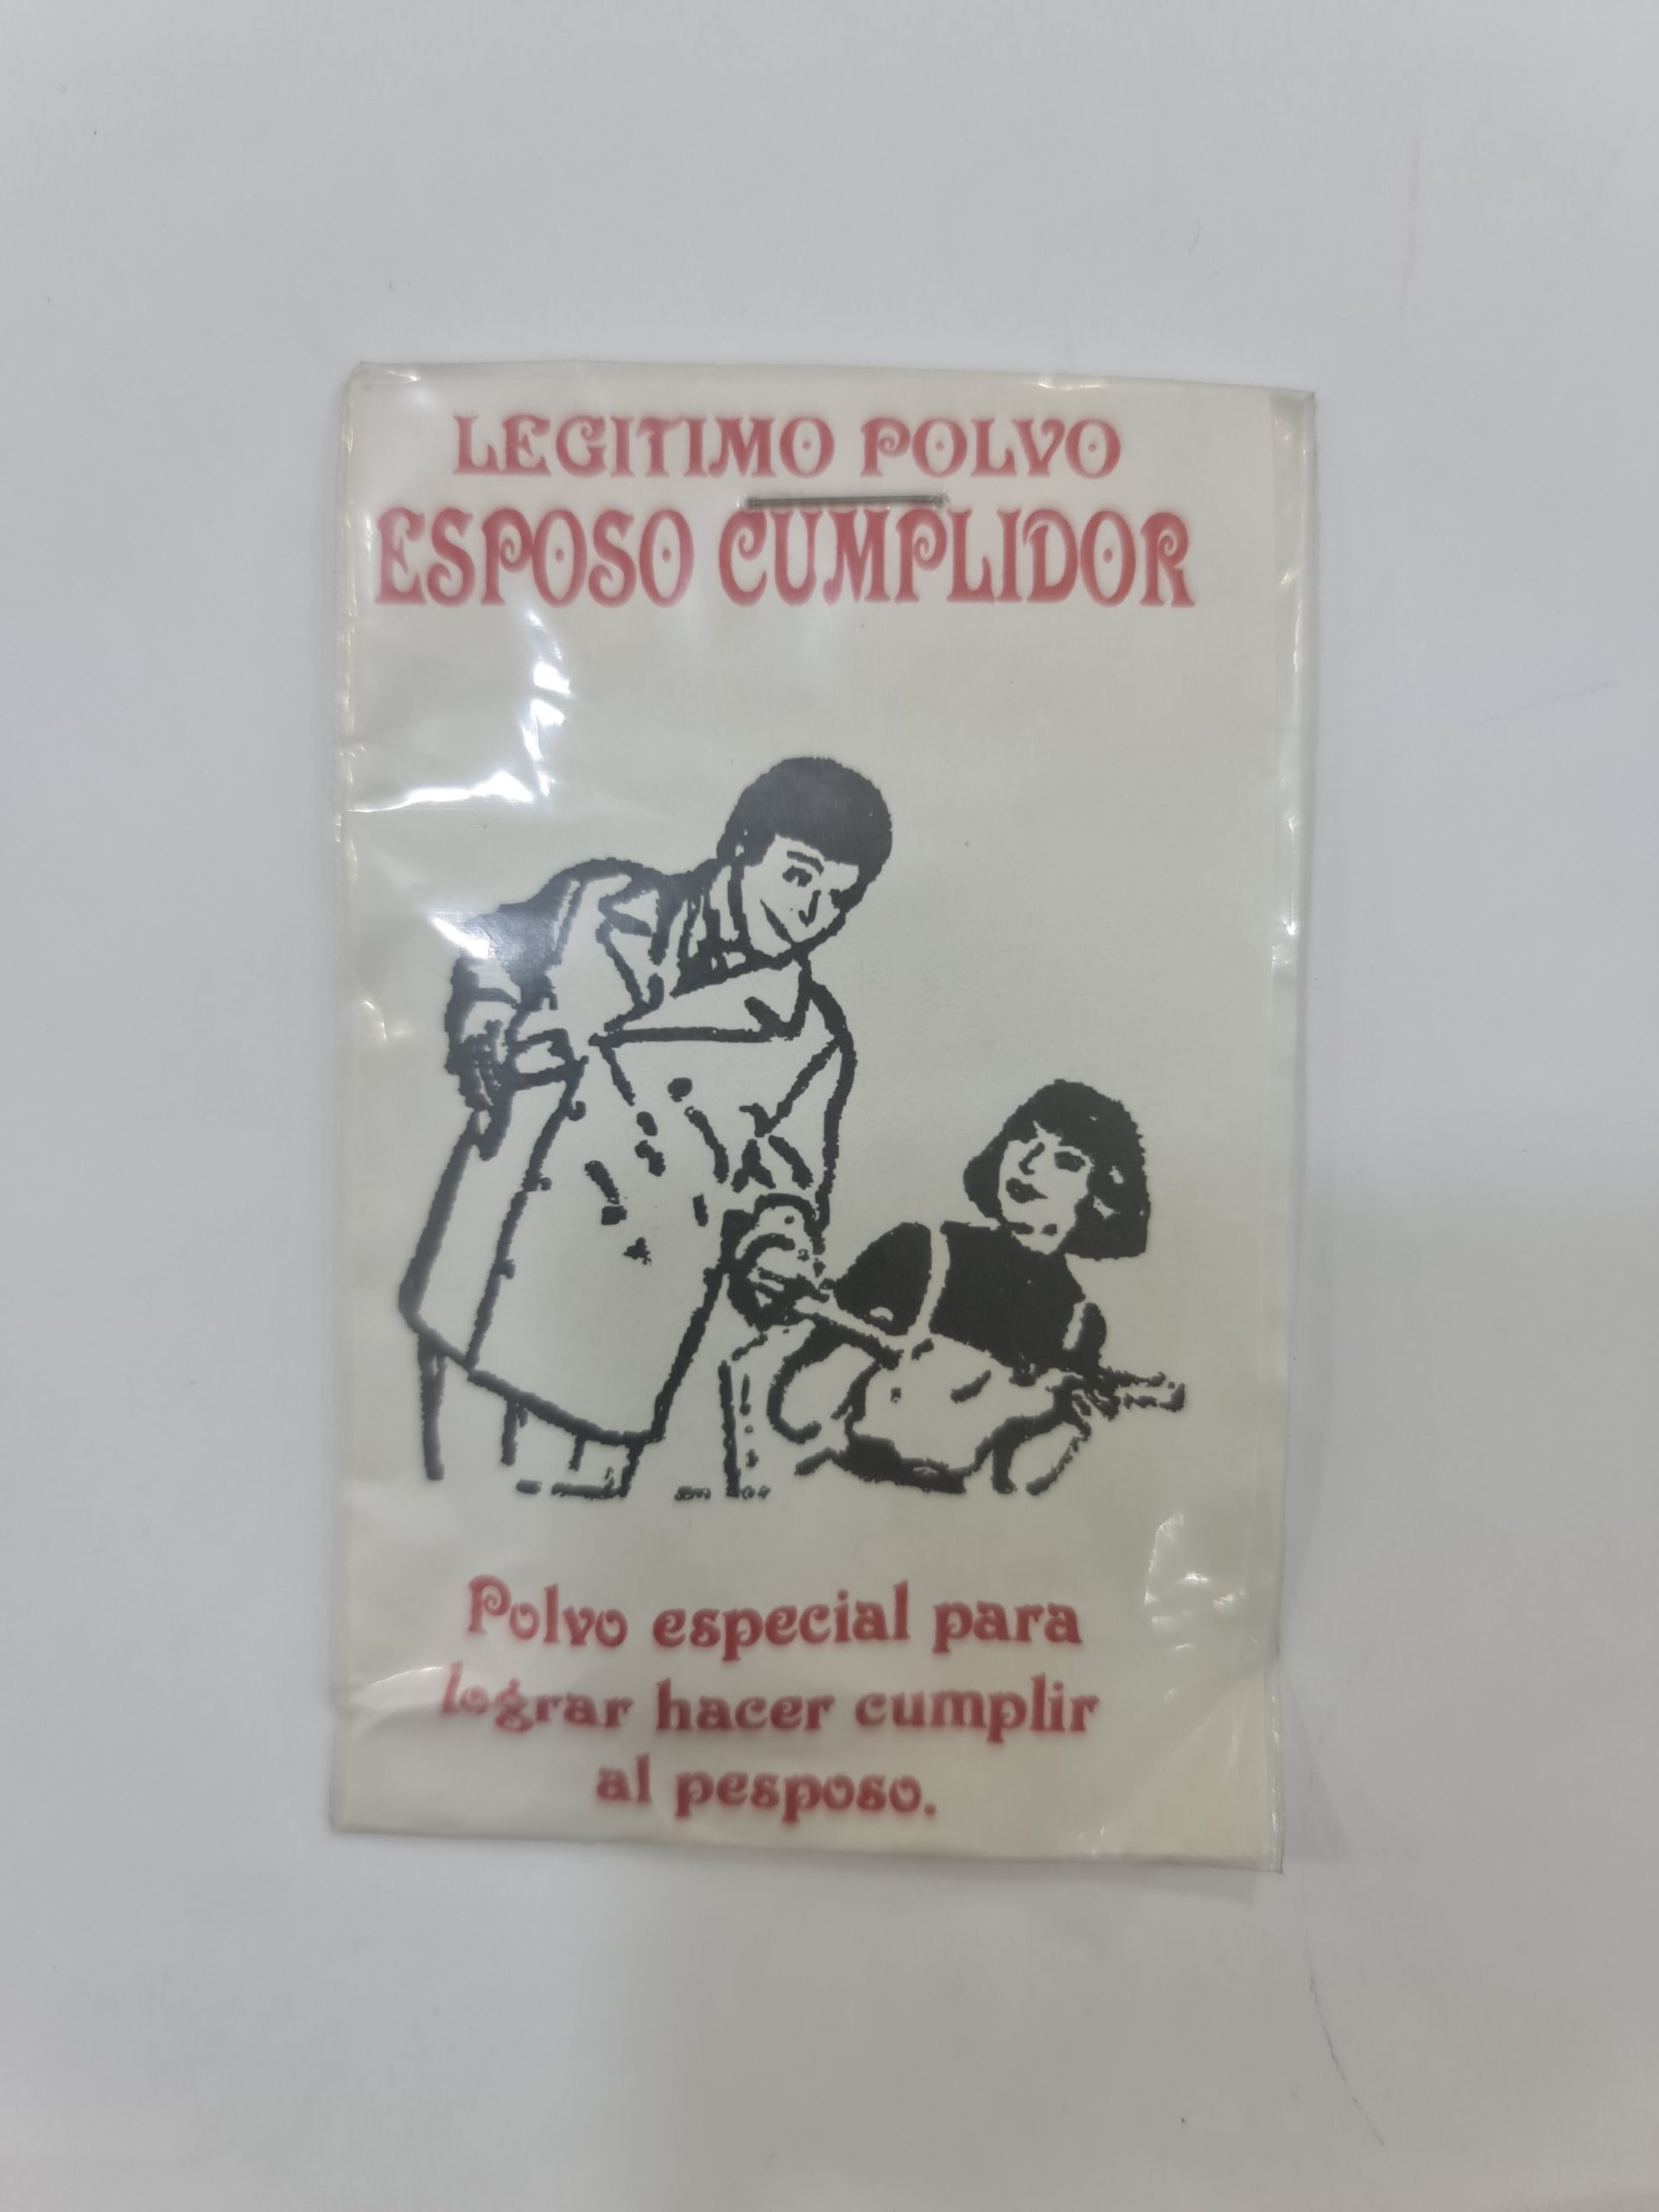 LEGITIMO POLVO
ESPOSO CUMPLIDOR
Polvo especial para
lograr hacer cumplir
al pesposo.